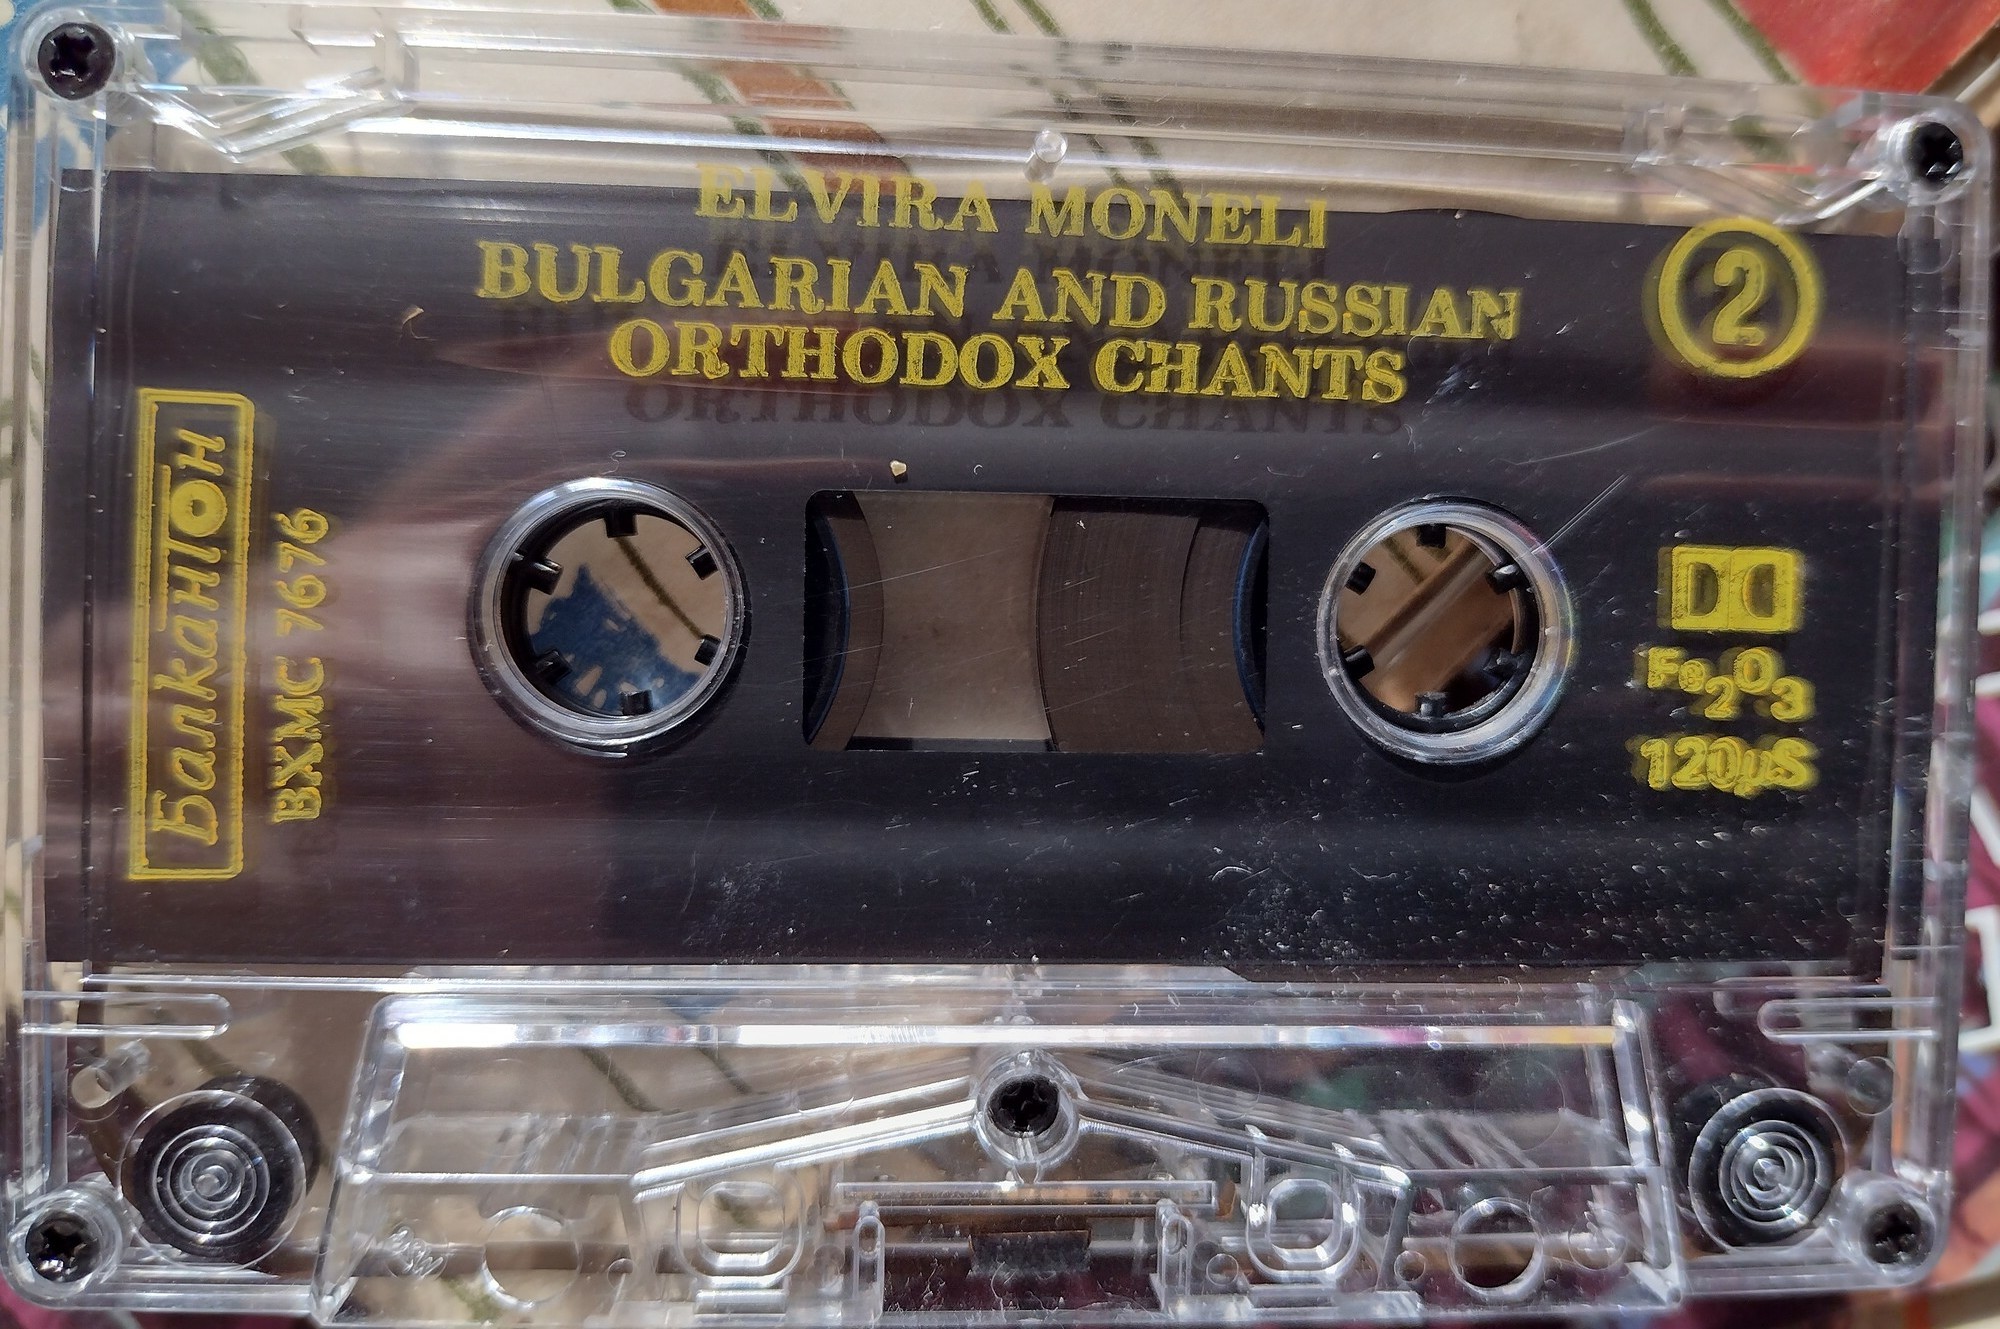 ELVIRA MONELI
BULGARIAN AND RUSSIAN
ORTHODOX CHANTS
2
Балкантон
BXMC 7676
Fe2O3
120µS